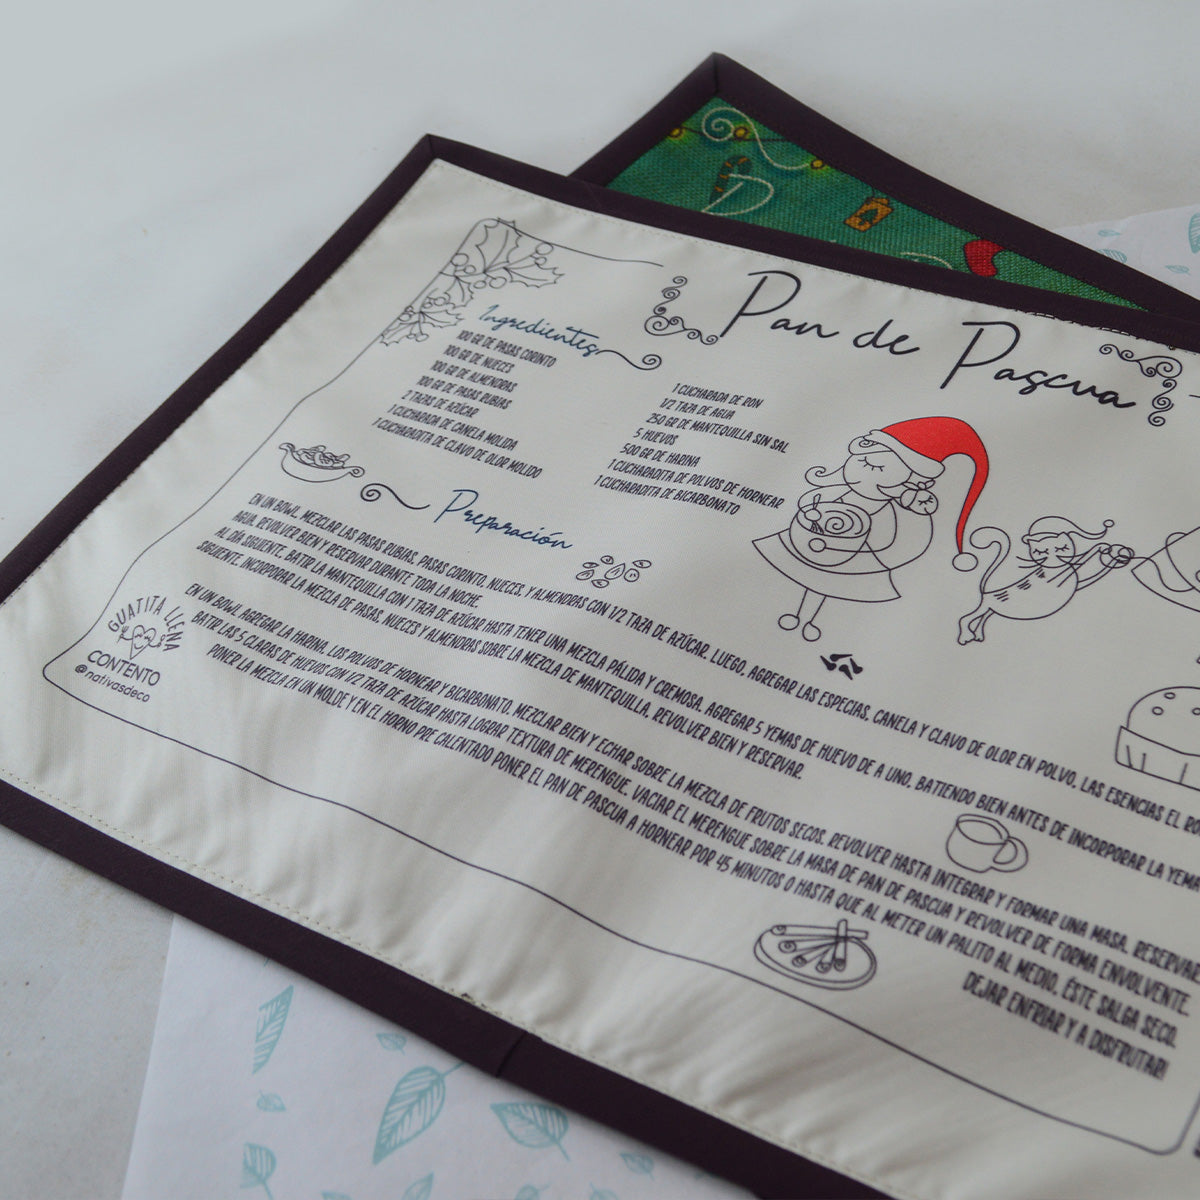 Pan de Pascua
Ingredientes
100 GR DE PASAS CORINTO
100 GR DE NUECES
100 GR DE ALMENDRAS
100 GR DE PASAS RUBIAS
2 TAZAS DE AZÚCAR
1 CUCHARADA DE CANELA MOLIDA
1 CUCHARADITA DE CLAVO DE OLOR MOLIDO
1 CUCHARADA DE RON
1/2 TAZA DE AGUA
250 GR DE MANTEQUILLA SIN SAL
5 HUEVOS
500 GR DE HARINA
1 CUCHARADITA DE POLVOS DE HORNEAR
1 CUCHARADITA DE BICARBONATO
Preparación
EN UN BOWL, MEZCLAR LAS PASAS RUBIAS, PASAS CORINTO, NUECES, Y ALMENDRAS CON 1/2 TAZA DE AZÚCAR. LUEGO, AGREGAR LAS ESPECIAS, CANELA Y CLAVO DE OLOR EN POLVO, LAS ESENCIAS EL RO
AGUA, REVOLVER BIEN Y RESERVAR DURANTE TODA LA NOCHE.
AL DÍA SIGUIENTE, BATIR LA MANTEQUILLA CON 1 TAZA DE AZÚCAR HASTA TENER UNA MEZCLA PÁLIDA Y CREMOSA. AGREGAR 5 YEMAS DE HUEVO DE A UNO, BATIENDO BIEN ANTES DE INCORPORAR LA YEMA
SIGUIENTE, INCORPORAR LA MEZCLA DE PASAS, NUECES Y ALMENDRAS SOBRE LA MEZCLA DE MANTEQUILLA, REVOLVER BIEN Y RESERVAR.
EN UN BOWL AGREGAR LA HARINA, LOS POLVOS DE HORNEAR Y BICARBONATO. MEZCLAR BIEN Y ECHAR SOBRE LA MEZCLA DE FRUTOS SECOS. REVOLVER HASTA INTEGRAR Y FORMAR UNA MASA. RESERVAR
BATIR LAS 5 CLARAS DE HUEVOS CON 1/2 TAZA DE AZÚCAR HASTA LOGRAR TEXTURA DE MERENGUE. VACIAR EL MERENGUE SOBRE LA MASA DE PAN DE PASCUA Y REVOLVER DE FORMA ENVOLVENTE.
PONER LA MEZCLA EN UN MOLDE Y EN EL HORNO PRE CALENTADO PONER EL PAN DE PASCUA A HORNEAR POR 45 MINUTOS O HASTA QUE AL METER UN PALITO AL MEDIO, ÉSTE SALGA SECO.
DEJAR ENFRIAR Y A DISFRUTAR!
GUATITA LLENA
CONTENTO
@nativasdeco